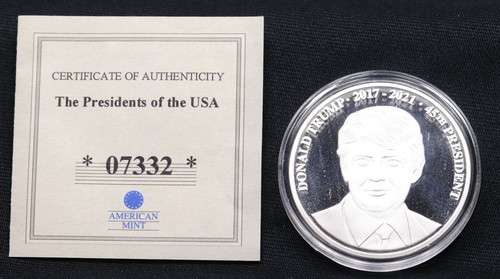 CERTIFICATE OF AUTHENTICITY
The Presidents of the USA
* 07332 *
AMERICAN
MINT
DONALD TRUMP · 2017 - 2021 · 45TH PRESIDENT